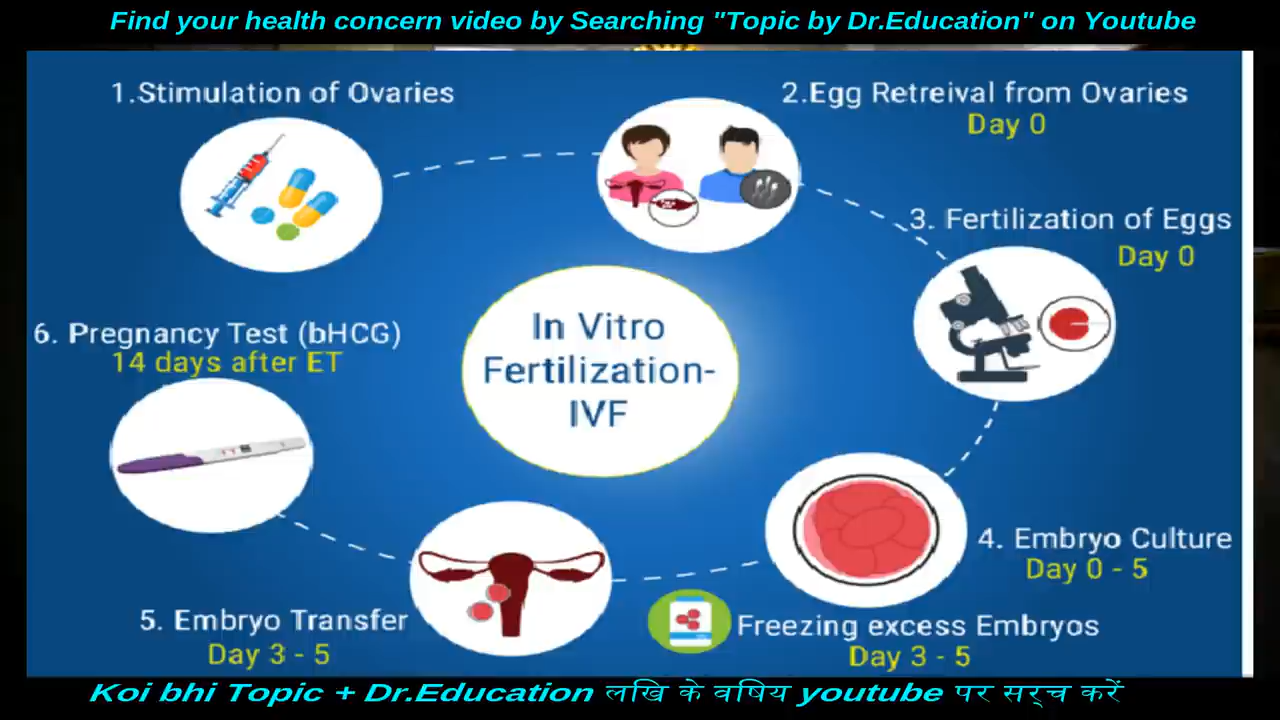 Find your health concern video by Searching "Topic by Dr.Education" on Youtube
1.Stimulation of Ovaries
2.Egg Retreival from Ovaries
Day 0
3. Fertilization of Eggs
Day 0
6. Pregnancy Test (bHCG)
14 days after ET
In Vitro
Fertilization-
IVF
4. Embryo Culture
Day 0 - 5
5. Embryo Transfer
Day 3 - 5
Freezing excess Embryos
Day 3 - 5
Koi bhi Topic + Dr.Education लखि के वषिय youtube पर सर्च करें